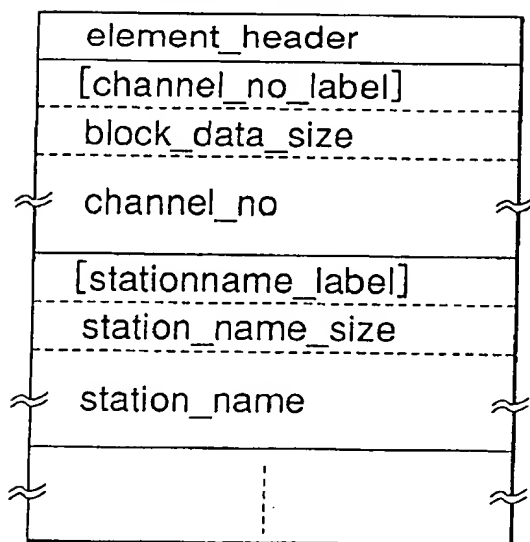 element_header
[channel_no_label]
block_data_size
channel_no
[stationname_label]
station_name_size
station_name